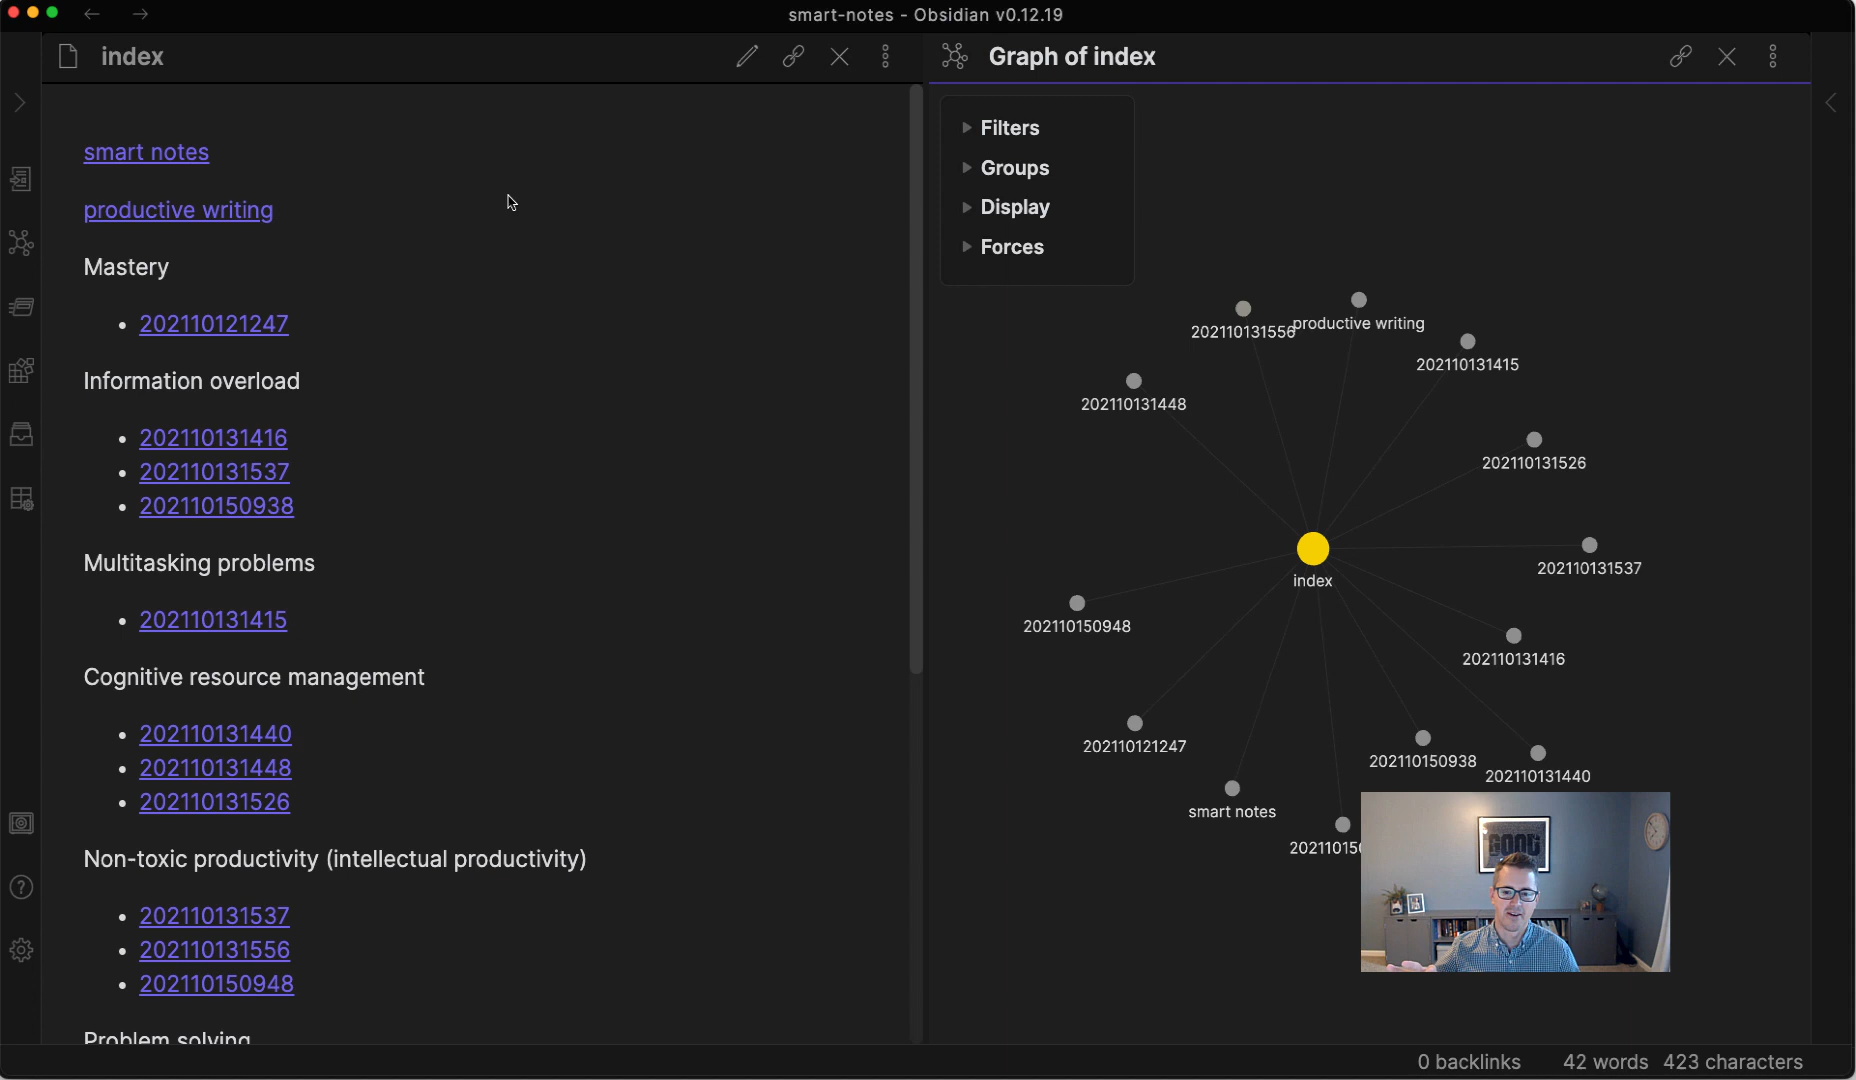 smart-notes - Obsidian v0.12.19
index
smart notes
productive writing
Mastery
202110121247
Information overload
202110131416
202110131537
202110150938
Multitasking problems
202110131415
Cognitive resource management
202110131440
202110131448
202110131526
Non-toxic productivity (intellectual productivity)
202110131537
202110131556
202110150948
Problem solving
Graph of index
Filters
Groups
Display
Forces
202110131556
productive writing
202110131415
202110131448
202110131526
index
202110131537
202110150948
202110131416
202110121247
202110150938
202110131440
smart notes
GOOD
0 backlinks
42 words
423 characters